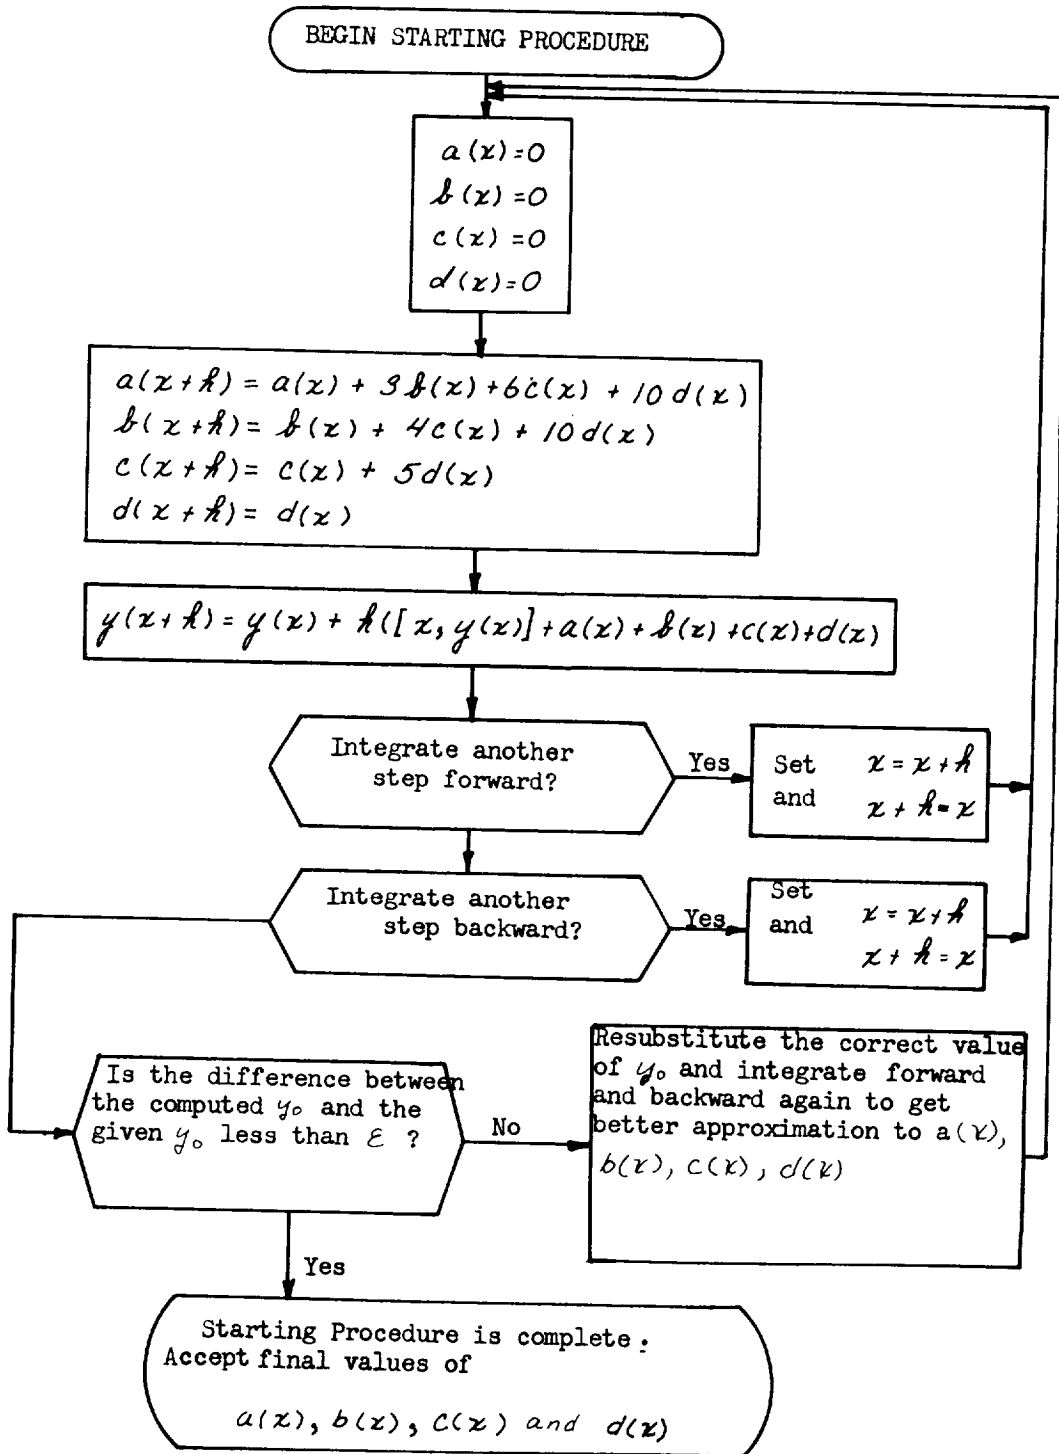 BEGIN STARTING PROCEDURE
a(x)=0
b(x)=0
c(x)=0
d(x)=0
a(x+h) = a(x) + 3b(x)+6c(x) + 10d(x)
b(x+h)= b(x) + 4c(x) + 10d(x)
c(x+h)= c(x) + 5d(x)
d(x+h)= d(x)
y(x+h) = y(x) + h([x,y(x)]+a(x)+b(x)+c(x)+d(x)
Integrate another
step forward?
Yes
Set x = x+h
and x + h = x
Integrate another
step backward?
Yes
Set
and x = x+h
x + h = x
Is the difference between
the computed y₀ and the
given y₀ less than ε ?
No
Resubstitute the correct value
of y₀ and integrate forward
and backward again to get
better approximation to a(x),
b(x), c(x), d(x)
Yes
Starting Procedure is complete.
Accept final values of
a(x), b(x), c(x) and d(x)